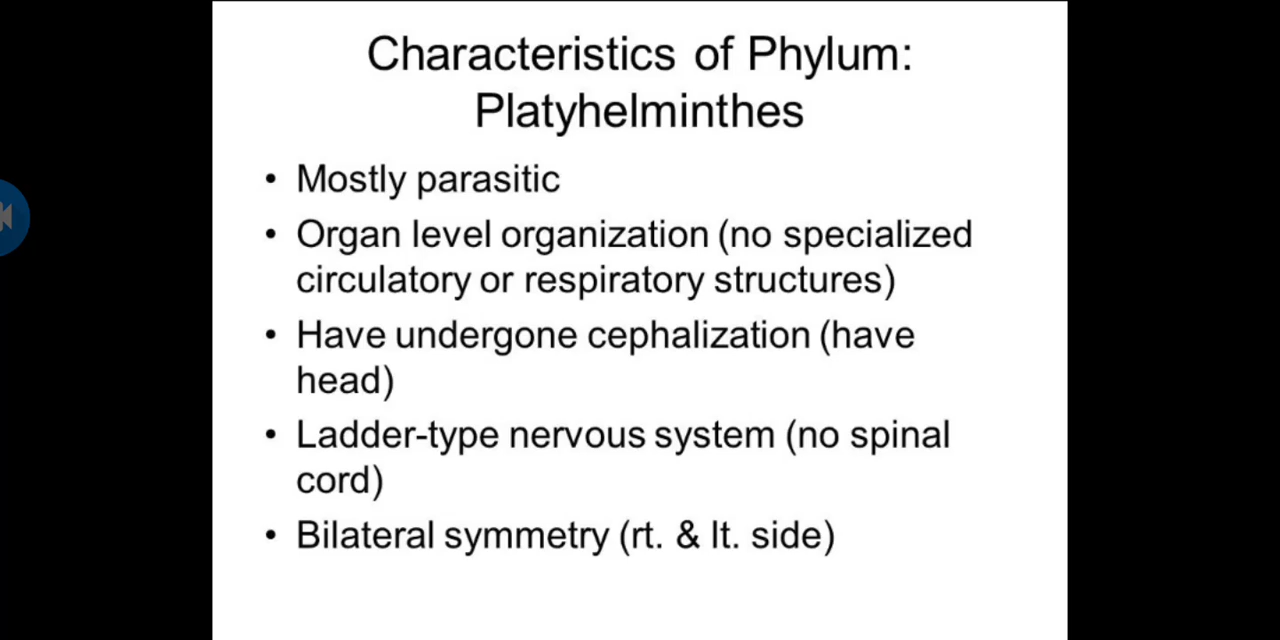 Characteristics of Phylum:
Platyhelminthes
• Mostly parasitic
• Organ level organization (no specialized
circulatory or respiratory structures)
• Have undergone cephalization (have
head)
• Ladder-type nervous system (no spinal
cord)
• Bilateral symmetry (rt. & lt. side)